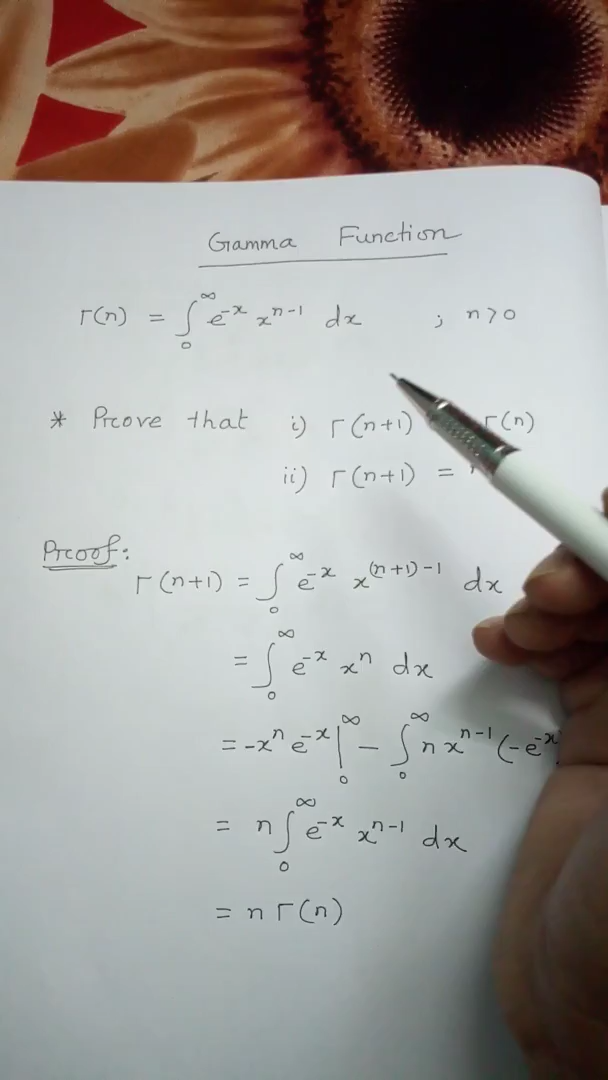 Gamma Function
Γ(n) = ∫₀^∞ e^-x x^n-1 dx ; n>0
* Prove that i) Γ(n+1) Γ(n)
ii) Γ(n+1) =
Proof:
Γ(n+1) = ∫₀^∞ e^-x x^(n+1)-1 dx
= ∫₀^∞ e^-x x^n dx
= -x^n e^-x |₀^∞ - ∫₀^∞ n x^n-1 (-e^-x
= n ∫₀^∞ e^-x x^n-1 dx
= n Γ(n)